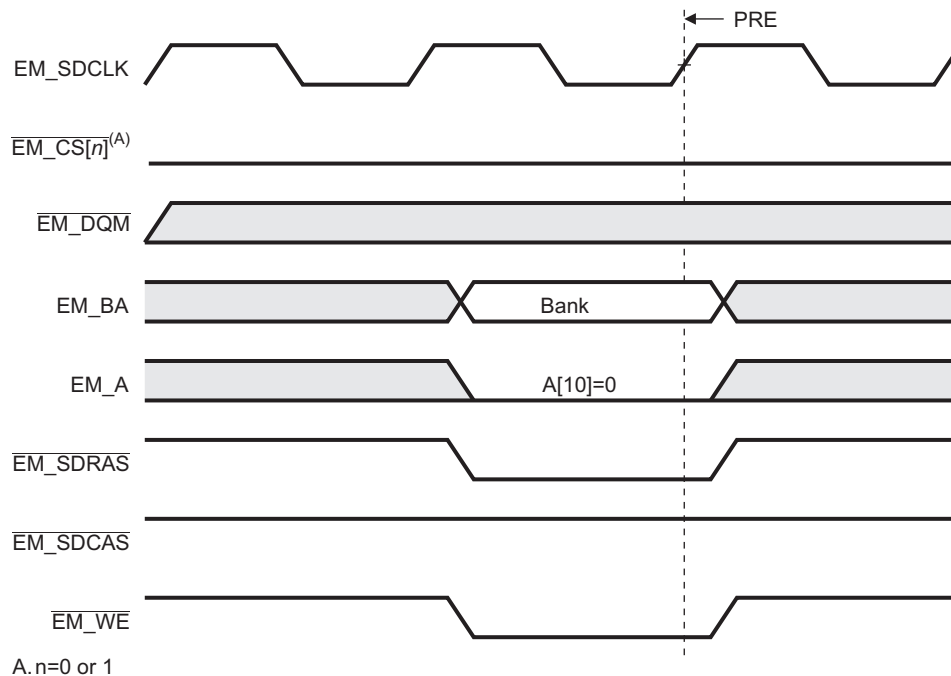 PRE
EM_SDCLK
EM_CS[n](A)
EM_DQM
EM_BA
Bank
EM_A
A[10]=0
EM_SDRAS
EM_SDCAS
EM_WE
A. n=0 or 1